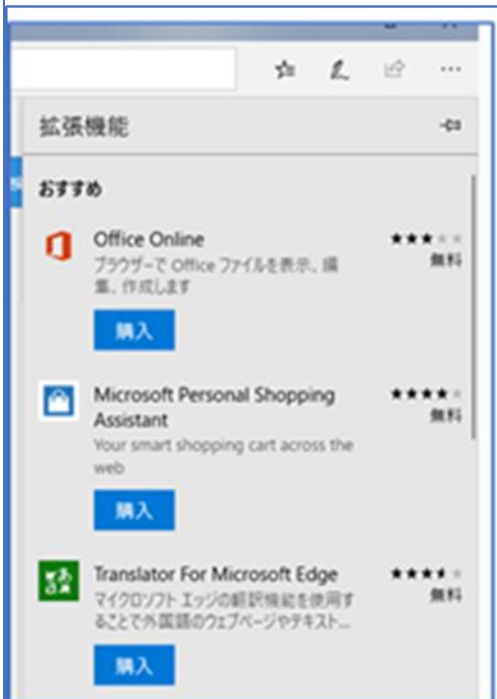 拡張機能
おすすめ
Office Online
無料
ブラウザーで Office ファイルを表示、編
集、作成します
購入
Microsoft Personal Shopping
Assistant
無料
Your smart shopping cart across the
web
購入
Translator For Microsoft Edge
無料
マイクロソフト エッジの翻訳機能を使用す
ることで外国語のウェブページやテキスト...
購入